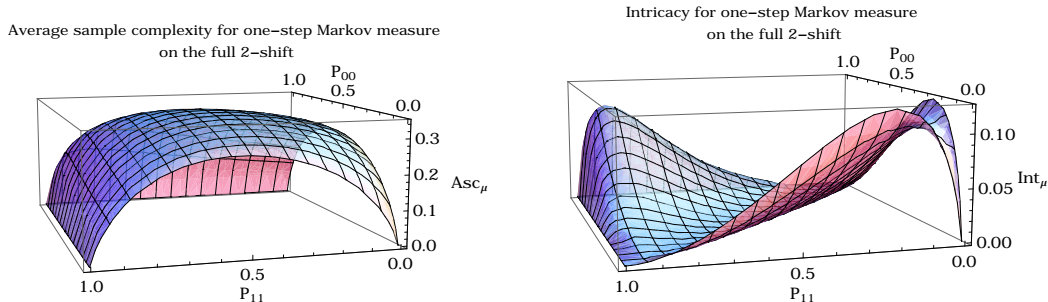 Average sample complexity for one−step Markov measure
on the full 2−shift
1.0
P00
0.5
0.0
0.3
0.2
Ascμ
0.1
0.0
1.0
0.5
0.0
P11
Intricacy for one−step Markov measure
on the full 2−shift
1.0
P00
0.5
0.0
0.10
Intμ
0.05
0.00
1.0
0.5
0.0
P11